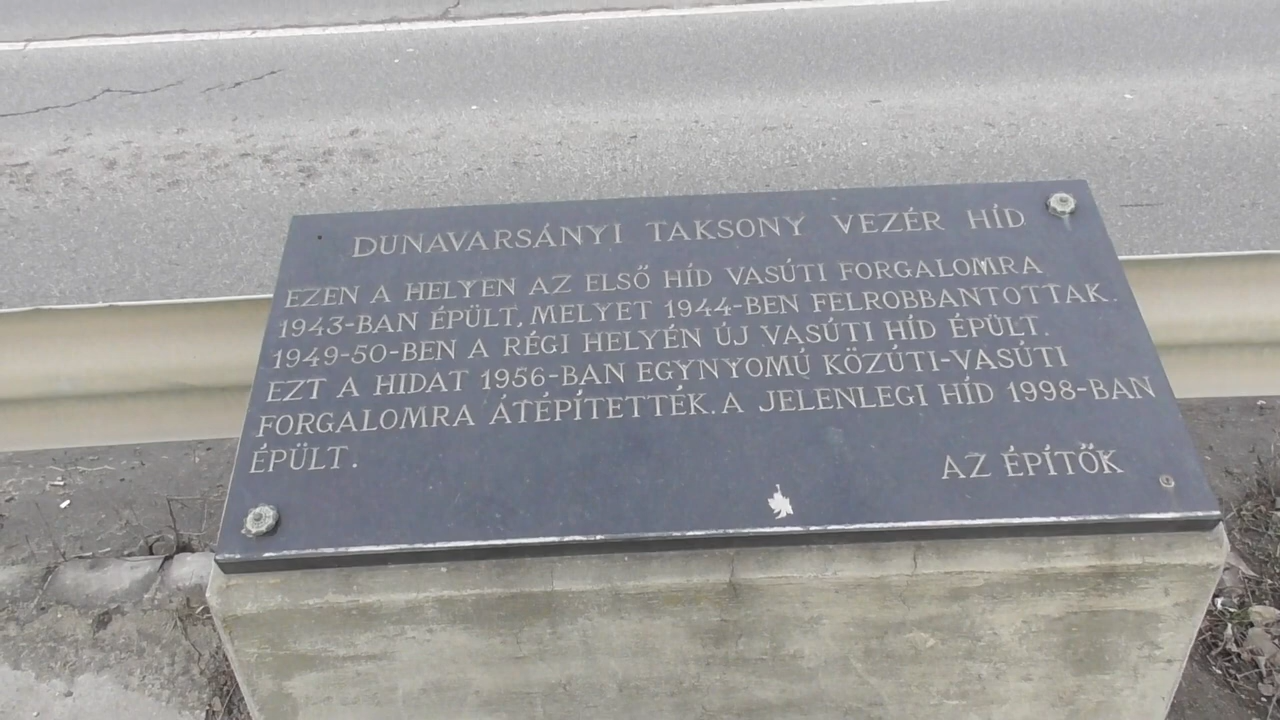 DUNAVARSÁNYI TAKSONY VEZÉR HÍD
EZEN A HELYEN AZ ELSŐ HÍD VASÚTI FORGALOMRA
1943-BAN ÉPÜLT, MELYET 1944-BEN FELROBBANTOTTAK.
1949-50-BEN A RÉGI HELYÉN ÚJ VASÚTI HÍD ÉPÜLT.
EZT A HIDAT 1956-BAN EGYNYOMÚ KÖZÚTI-VASÚTI
FORGALOMRA ÁTÉPÍTETTÉK. A JELENLEGI HÍD 1998-BAN
ÉPÜLT.
AZ ÉPÍTŐK